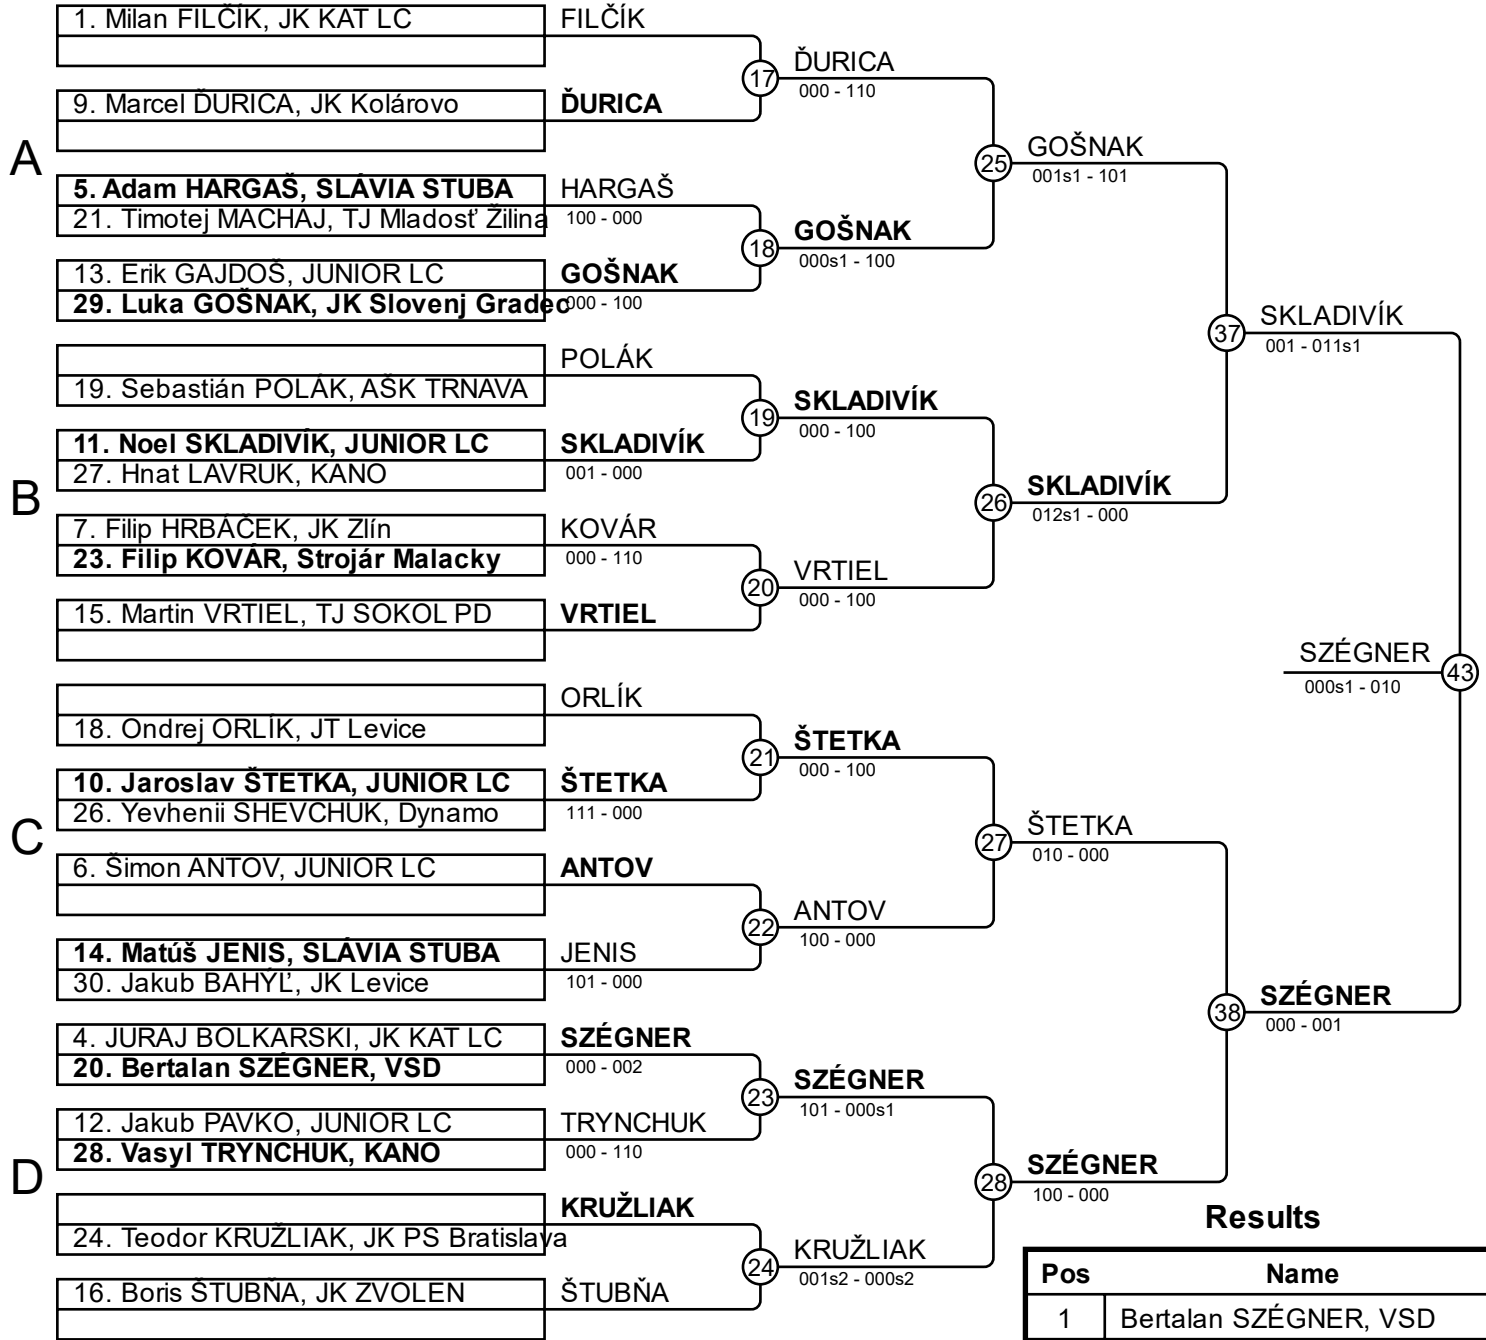 1. Milan FILČÍK, JK KAT LC
FILČÍK
17
ĎURICA
000 - 110
9. Marcel ĎURICA, JK Kolárovo
ĎURICA
A
25
GOŠNAK
001s1 - 101
5. Adam HARGAŠ, SLÁVIA STUBA
21. Timotej MACHAJ, TJ Mladosť Žilina
HARGAŠ
100 - 000
18
GOŠNAK
000s1 - 100
13. Erik GAJDOŠ, JUNIOR LC
29. Luka GOŠNAK, JK Slovenj Gradec
GOŠNAK
000 - 100
37
SKLADIVÍK
001 - 011s1
POLÁK
19. Sebastián POLÁK, AŠK TRNAVA
19
SKLADIVÍK
000 - 100
11. Noel SKLADIVÍK, JUNIOR LC
27. Hnat LAVRUK, KANO
SKLADIVÍK
001 - 000
B
26
SKLADIVÍK
012s1 - 000
7. Filip HRBÁČEK, JK Zlín
23. Filip KOVÁR, Strojár Malacky
KOVÁR
000 - 110
20
VRTIEL
000 - 100
15. Martin VRTIEL, TJ SOKOL PD
VRTIEL
SZÉGNER
000s1 - 010
43
ORLÍK
18. Ondrej ORLÍK, JT Levice
21
ŠTETKA
000 - 100
10. Jaroslav ŠTETKA, JUNIOR LC
26. Yevhenii SHEVCHUK, Dynamo
ŠTETKA
111 - 000
C
27
ŠTETKA
010 - 000
6. Šimon ANTOV, JUNIOR LC
ANTOV
22
ANTOV
100 - 000
14. Matúš JENIS, SLÁVIA STUBA
30. Jakub BAHÝĽ, JK Levice
JENIS
101 - 000
38
SZÉGNER
000 - 001
4. JURAJ BOLKARSKI, JK KAT LC
20. Bertalan SZÉGNER, VSD
SZÉGNER
000 - 002
23
SZÉGNER
101 - 000s1
12. Jakub PAVKO, JUNIOR LC
28. Vasyl TRYNCHUK, KANO
TRYNCHUK
000 - 110
D
28
SZÉGNER
100 - 000
KRUŽLIAK
24. Teodor KRUŽLIAK, JK PS Bratislava
24
KRUŽLIAK
001s2 - 000s2
16. Boris ŠTUBŇA, JK ZVOLEN
ŠTUBŇA
Results
Pos Name
1 Bertalan SZÉGNER, VSD